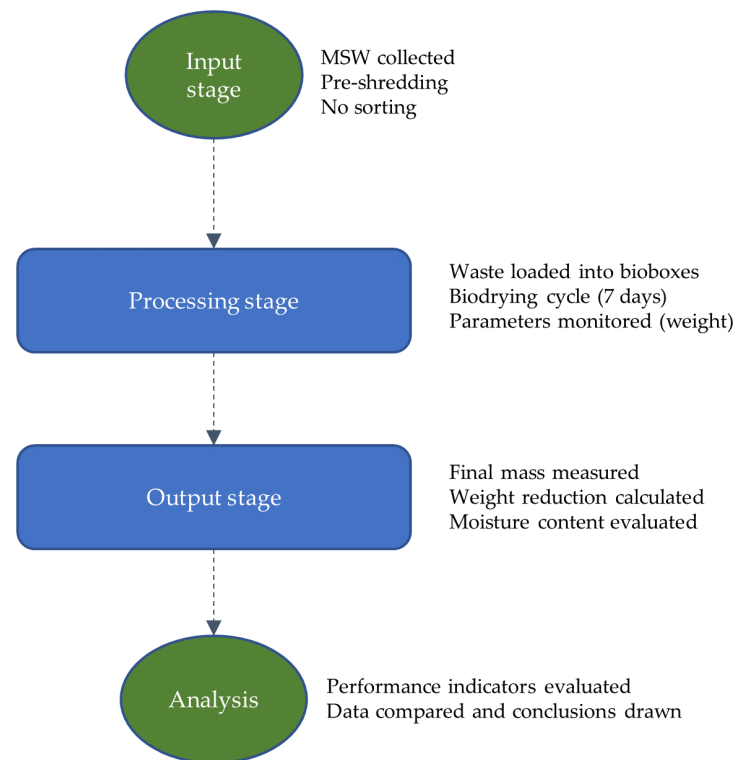 Input
stage
MSW collected
Pre-shredding
No sorting
Processing stage
Waste loaded into bioboxes
Biodrying cycle (7 days)
Parameters monitored (weight)
Output stage
Final mass measured
Weight reduction calculated
Moisture content evaluated
Analysis
Performance indicators evaluated
Data compared and conclusions drawn